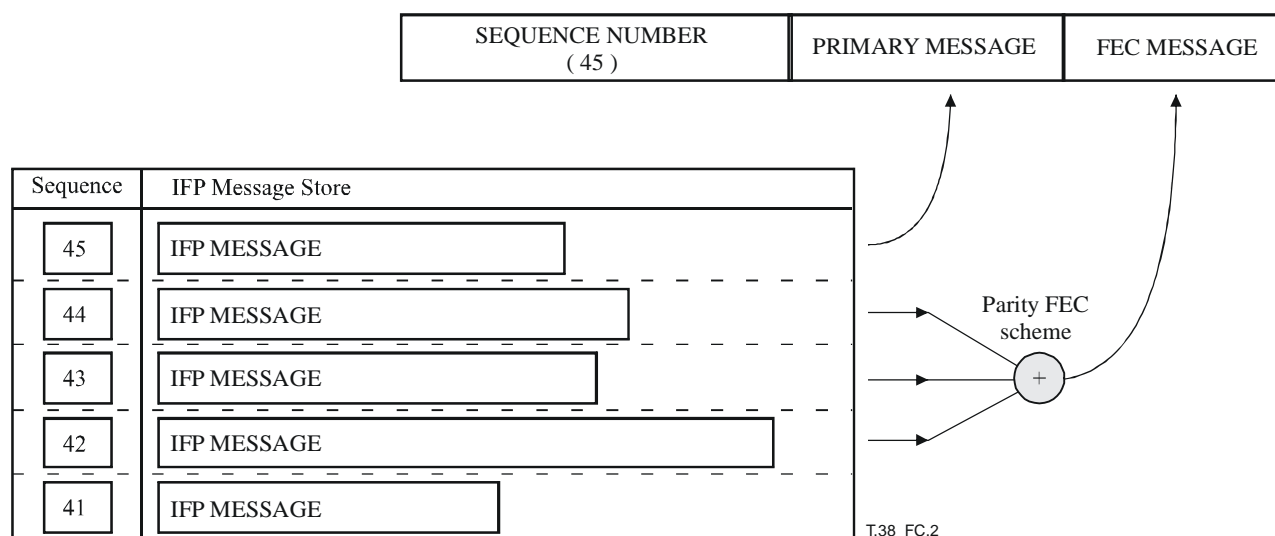 SEQUENCE NUMBER
( 45 )
PRIMARY MESSAGE
FEC MESSAGE
Sequence
IFP Message Store
45
IFP MESSAGE
44
IFP MESSAGE
43
IFP MESSAGE
42
IFP MESSAGE
41
IFP MESSAGE
Parity FEC
scheme
+
T.38_FC.2